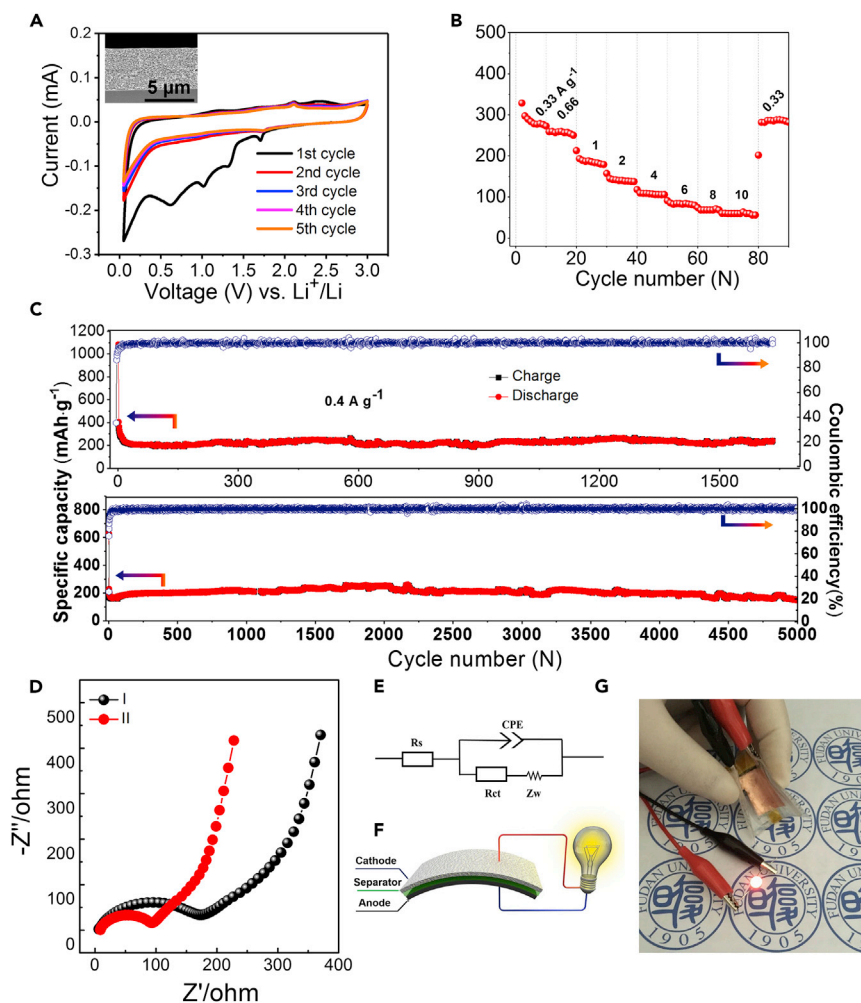 A
0.2
0.1
0.0
-0.1
-0.2
-0.3
Current (mA)
5 μm
1st cycle
2nd cycle
3rd cycle
4th cycle
5th cycle
0.0 0.5 1.0 1.5 2.0 2.5 3.0
Voltage (V) vs. Li⁺/Li
B
500
400
300
200
100
0
0.33 A g⁻¹
0.66
1
2
4
6
8
10
0.33
0 20 40 60 80
Cycle number (N)
C
1200
1000
800
600
400
200
0
Charge
Discharge
0.4 A g⁻¹
100
80
60
40
20
0
0 300 600 900 1200 1500
800
600
400
200
0
100
80
60
40
20
0
Specific capacity (mAh·g⁻¹)
Coulombic efficiency(%)
0 500 1000 1500 2000 2500 3000 3500 4000 4500 5000
Cycle number (N)
D
I
II
450
400
300
200
100
0
-Z''/ohm
0 100 200 300 400
Z'/ohm
E
CPE
Rs
Rct
Zw
F
Cathode
Separator
Anode
G
FUDAN UNIVERSITY
1905
FUDAN UNIVERSITY
1905
1905
1905